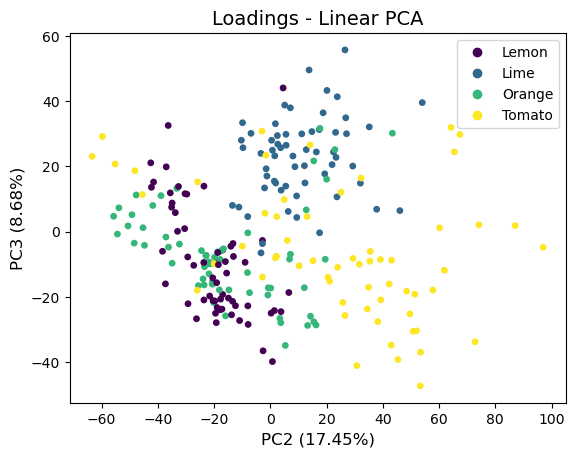 Loadings - Linear PCA
Lemon
Lime
Orange
Tomato
60
40
20
0
−20
−40
PC3 (8.68%)
−60
−40
−20
0
20
40
60
80
100
PC2 (17.45%)